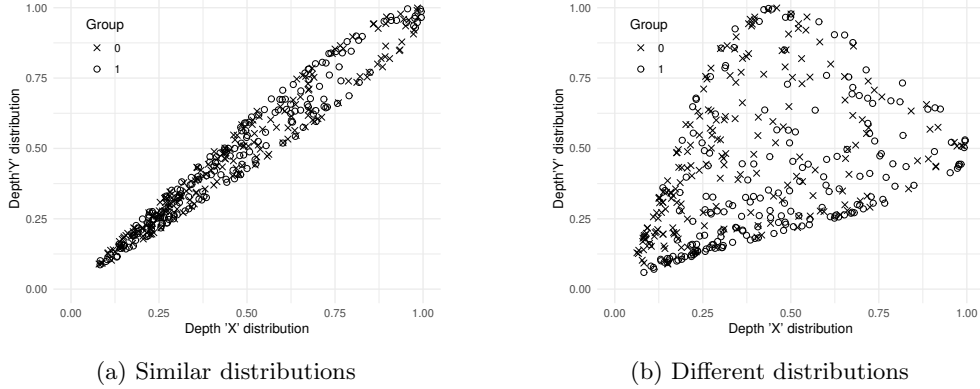 1.00
0.75
0.50
0.25
0.00
Depth'Y' distribution
Group
0
1
0.00 0.25 0.50 0.75 1.00
Depth 'X' distribution
(a) Similar distributions
1.00
0.75
0.50
0.25
0.00
Depth'Y' distribution
Group
0
1
0.00 0.25 0.50 0.75 1.00
Depth 'X' distribution
(b) Different distributions